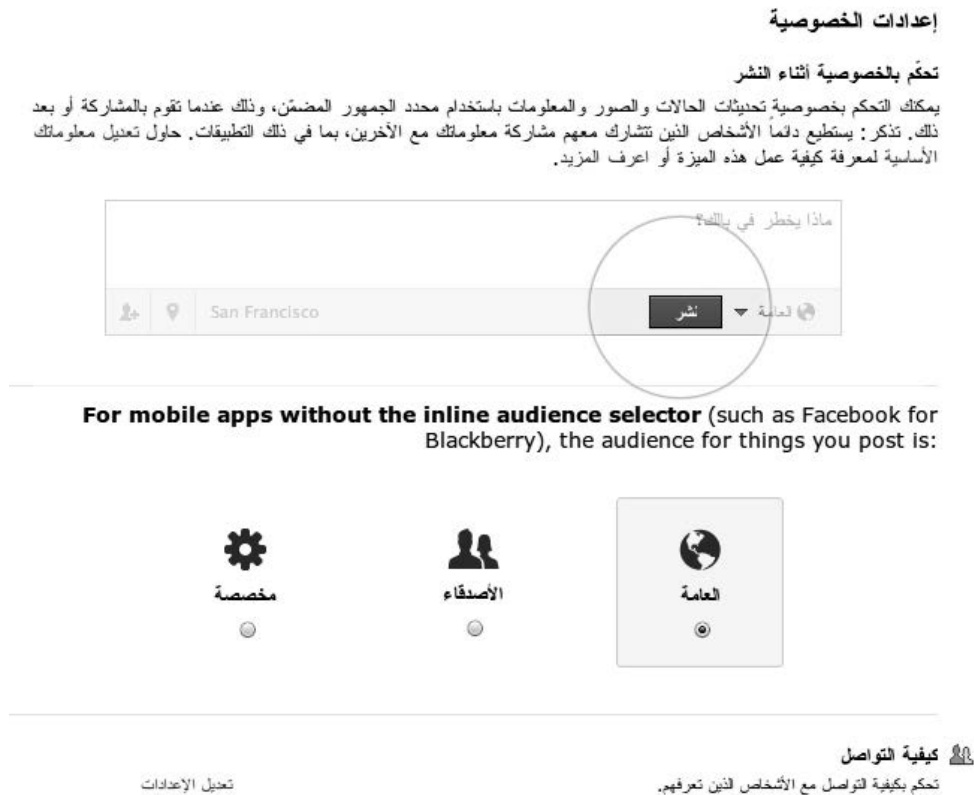 إعدادات الخصوصية
تحكّم بالخصوصية أثناء النشر
يمكنك التحكم بخصوصية تحديثات الحالات والصور والمعلومات باستخدام محدد الجمهور المضمّن، وذلك عندما تقوم بالمشاركة أو بعد
ذلك. تذكر: يستطيع دائماً الأشخاص الذين تتشارك معهم مشاركة معلوماتك مع الآخرين، بما في ذلك التطبيقات. حاول تعديل معلوماتك
الأساسية لمعرفة كيفية عمل هذه الميزة أو اعرف المزيد.
ماذا يخطر في بالك؟
العامة نشر San Francisco
For mobile apps without the inline audience selector (such as Facebook for
Blackberry), the audience for things you post is:
العامة الأصدقاء مخصصة
كيفية التواصل
تحكم بكيفية التواصل مع الأشخاص الذين تعرفهم. تعديل الإعدادات